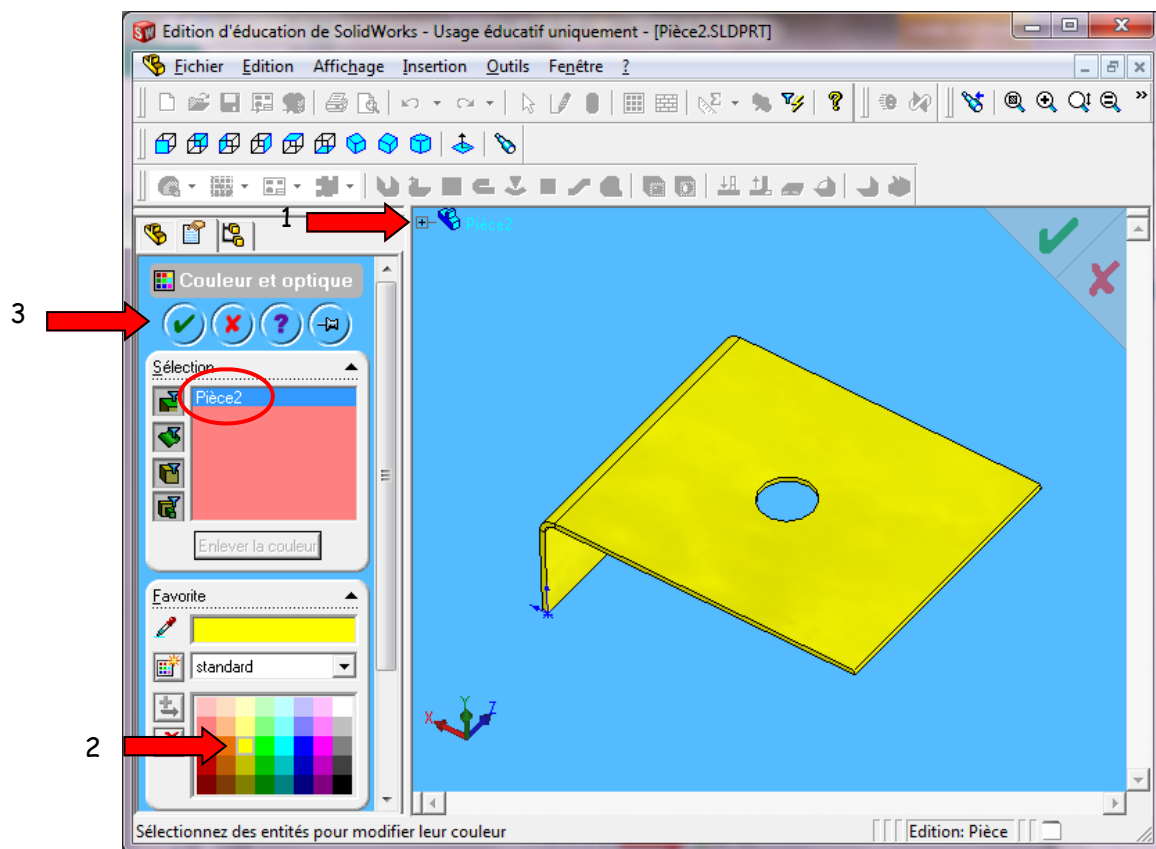 Edition d'éducation de SolidWorks - Usage éducatif uniquement - [Pièce2.SLDPRT]
Fichier Edition Affichage Insertion Outils Fenêtre ?
1
Pièce2
Couleur et optique
3
Sélection
Pièce2
Enlever la couleur
Favorite
standard
2
X Y Z
Sélectionnez des entités pour modifier leur couleur
Edition: Pièce